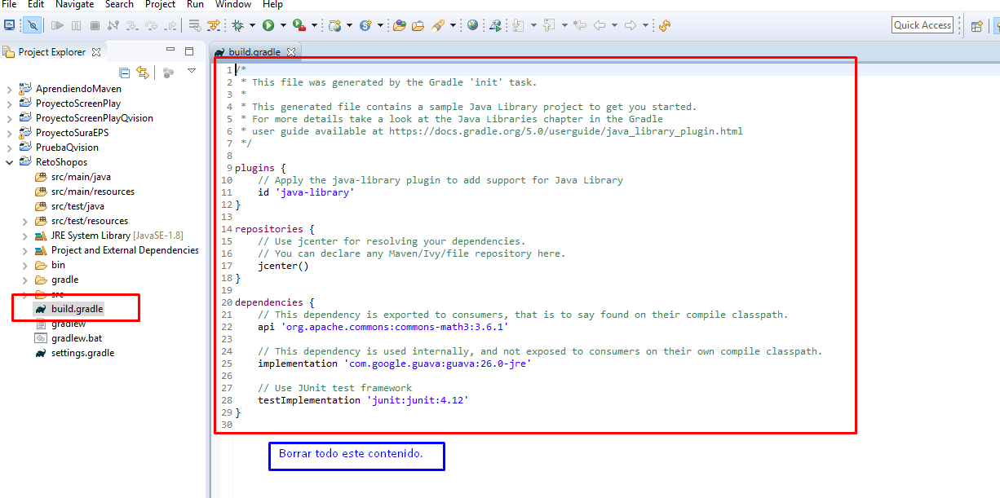 File Edit Navigate Search Project Run Window Help
Quick Access
Project Explorer
build.gradle
AprendiendoMaven
ProyectoScreenPlay
ProyectoScreenPlayQvision
ProyectoSuraEPS
PruebaQvision
RetoShopos
src/main/java
src/main/resources
src/test/java
src/test/resources
JRE System Library [JavaSE-1.8]
Project and External Dependencies
bin
gradle
src
build.gradle
gradlew
gradlew.bat
settings.gradle
1 /*
2 * This file was generated by the Gradle 'init' task.
3 *
4 * This generated file contains a sample Java Library project to get you started.
5 * For more details take a look at the Java Libraries chapter in the Gradle
6 * user guide available at https://docs.gradle.org/5.0/userguide/java_library_plugin.html
7 */
8
9 plugins {
10 // Apply the java-library plugin to add support for Java Library
11 id 'java-library'
12 }
13
14 repositories {
15 // Use jcenter for resolving your dependencies.
16 // You can declare any Maven/Ivy/file repository here.
17 jcenter()
18 }
19
20 dependencies {
21 // This dependency is exported to consumers, that is to say found on their compile classpath.
22 api 'org.apache.commons:commons-math3:3.6.1'
23
24 // This dependency is used internally, and not exposed to consumers on their own compile classpath.
25 implementation 'com.google.guava:guava:26.0-jre'
26
27 // Use JUnit test framework
28 testImplementation 'junit:junit:4.12'
29 }
30
Borrar todo este contenido.